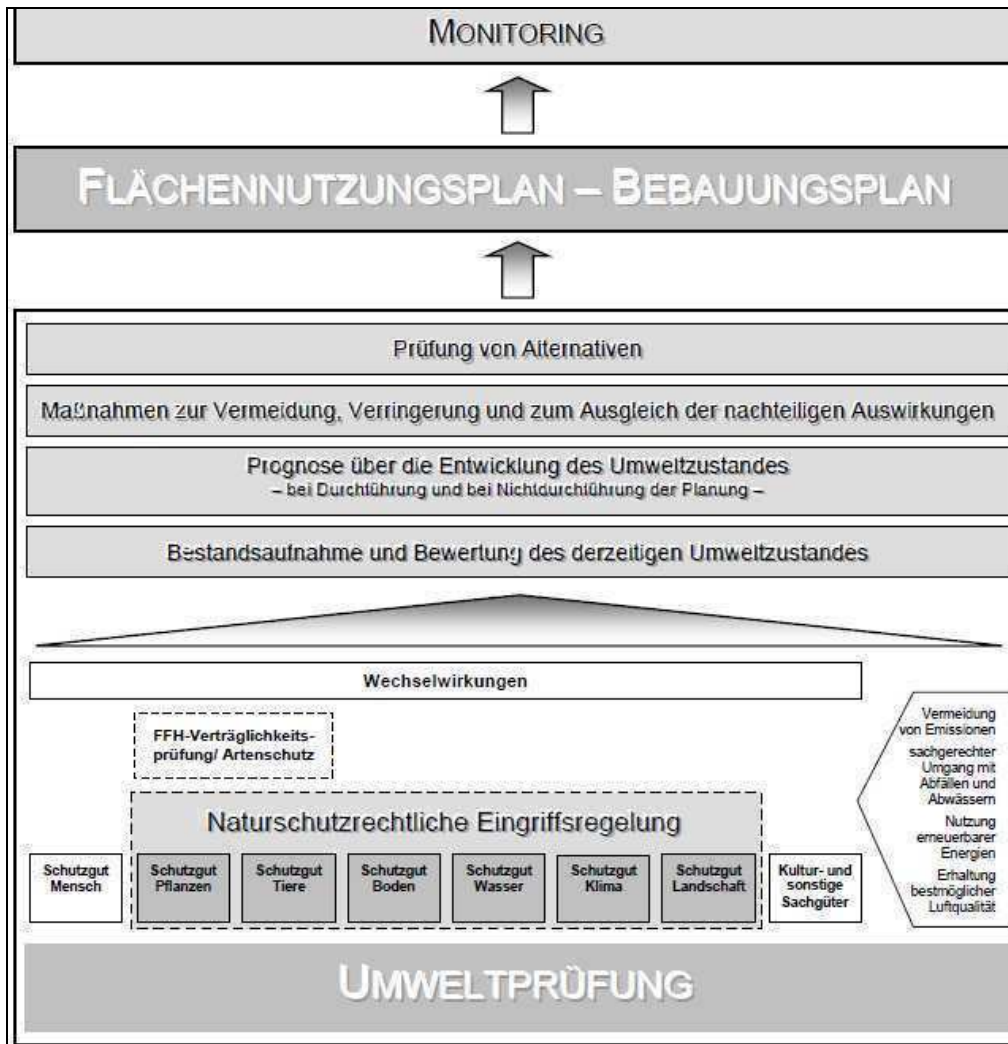 MONITORING
FLÄCHENNUTZUNGSPLAN – BEBAUUNGSPLAN
Prüfung von Alternativen
Maßnahmen zur Vermeidung, Verringerung und zum Ausgleich der nachteiligen Auswirkungen
Prognose über die Entwicklung des Umweltzustandes
– bei Durchführung und bei Nichtdurchführung der Planung –
Bestandsaufnahme und Bewertung des derzeitigen Umweltzustandes
Wechselwirkungen
FFH-Verträglichkeits-
prüfung/ Artenschutz
Naturschutzrechtliche Eingriffsregelung
Schutzgut
Mensch
Schutzgut
Pflanzen
Schutzgut
Tiere
Schutzgut
Boden
Schutzgut
Wasser
Schutzgut
Klima
Schutzgut
Landschaft
Kultur- und
sonstige
Sachgüter
Vermeidung
von Emissionen
sachgerechter
Umgang mit
Abfällen und
Abwässern
Nutzung
erneuerbarer
Energien
Erhaltung
bestmöglicher
Luftqualität
UMWELTPRÜFUNG